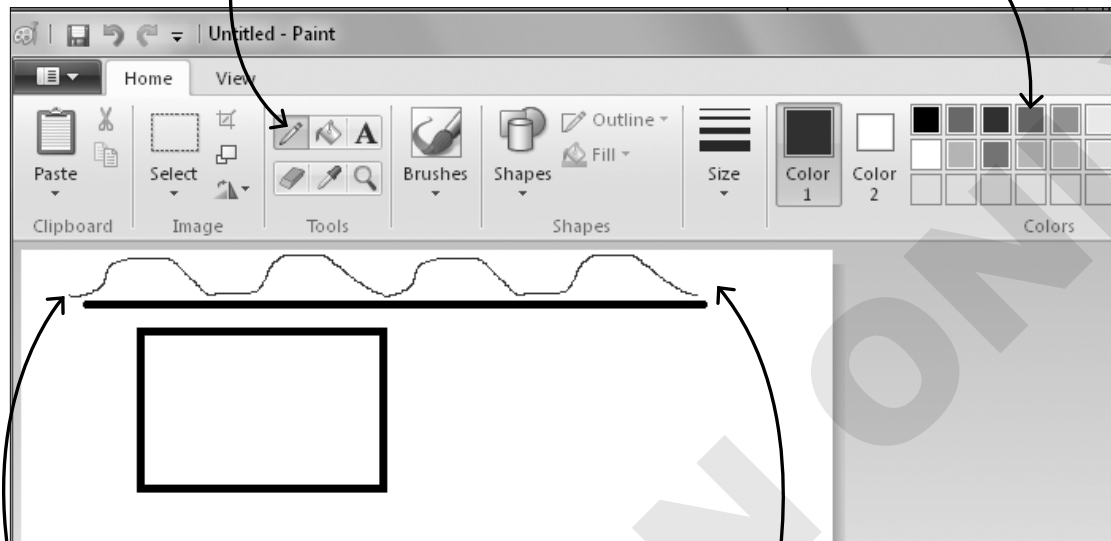 Untitled - Paint
Home View
Paste
Select
A
Brushes
Shapes
Outline
Fill
Size
Color 1
Color 2
Clipboard
Image
Tools
Shapes
Colors